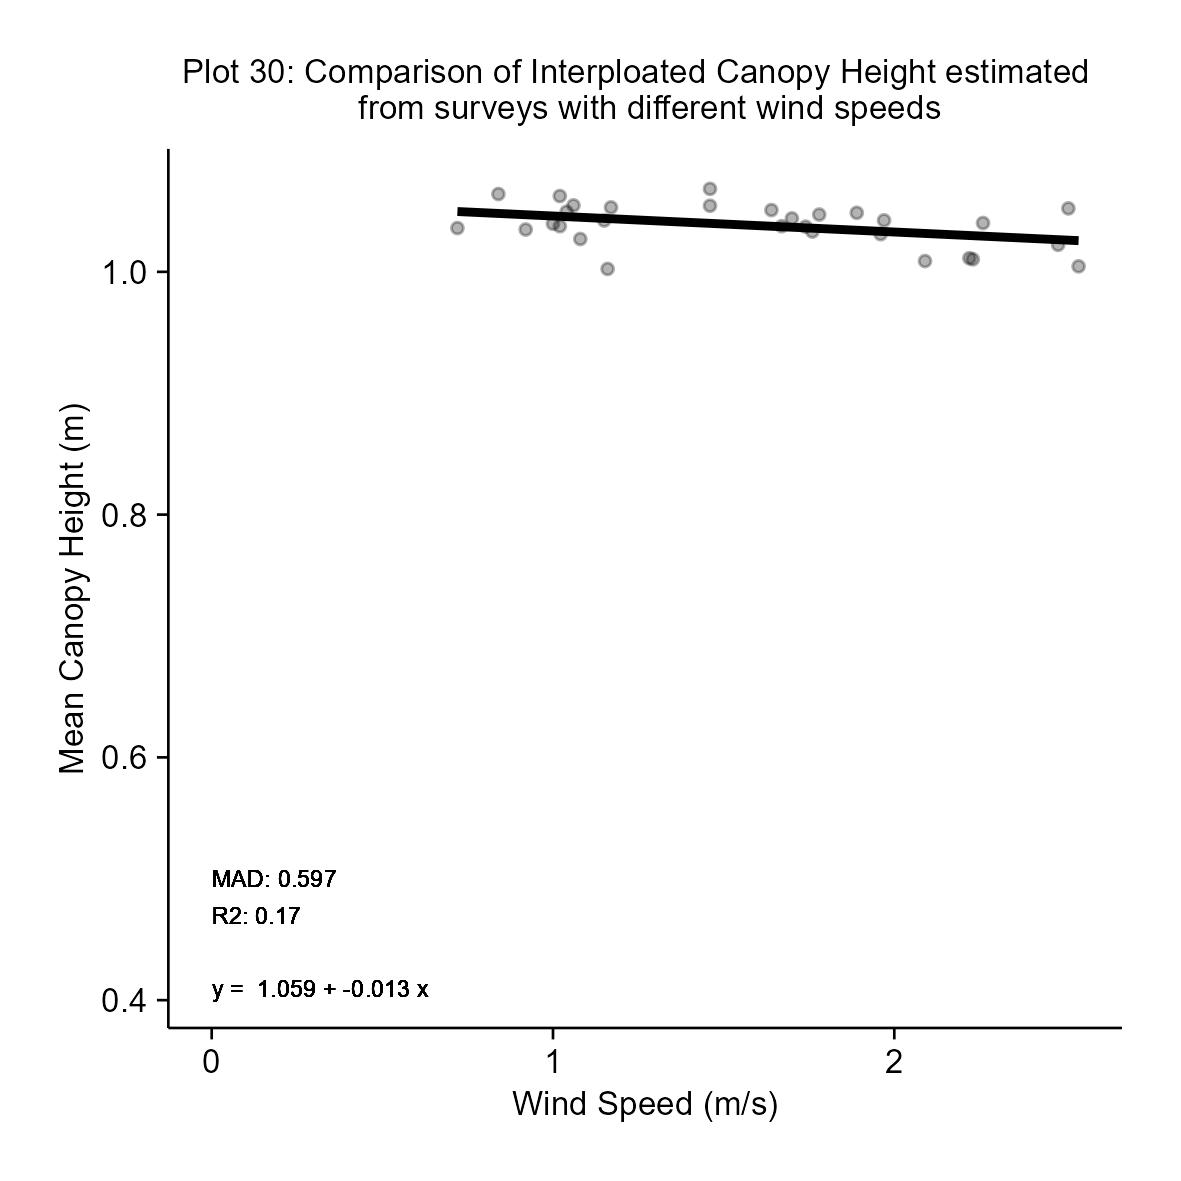 Plot 30: Comparison of Interploated Canopy Height estimated
from surveys with different wind speeds
Mean Canopy Height (m)
1.0
0.8
0.6
0.4
MAD: 0.597
R2: 0.17
y =  1.059 + -0.013 x
0 1 2
Wind Speed (m/s)